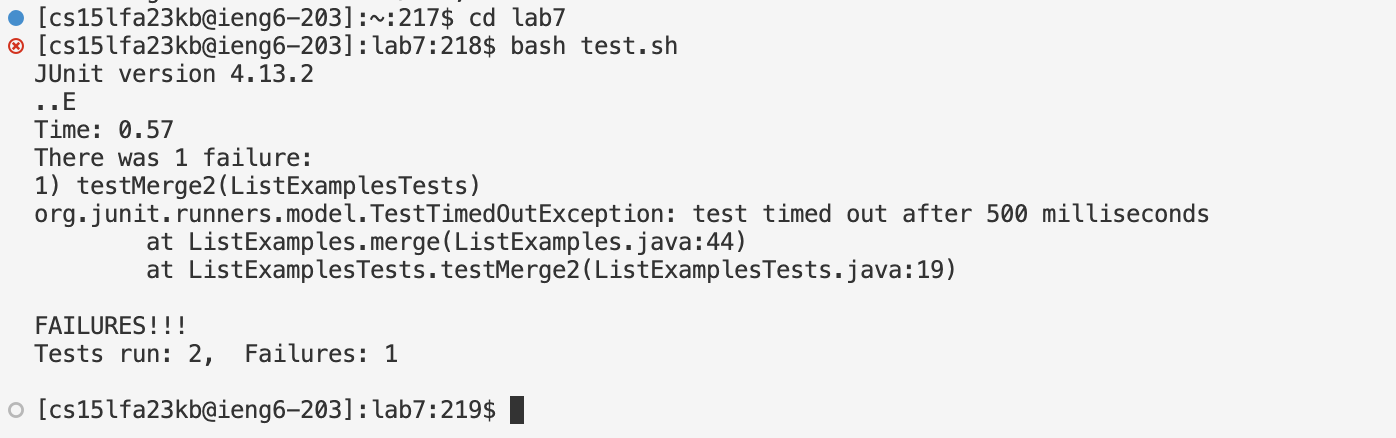 [cs15lfa23kb@ieng6-203]:~:217$ cd lab7
[cs15lfa23kb@ieng6-203]:lab7:218$ bash test.sh
JUnit version 4.13.2
..E
Time: 0.57
There was 1 failure:
1) testMerge2(ListExamplesTests)
org.junit.runners.model.TestTimedOutException: test timed out after 500 milliseconds
        at ListExamples.merge(ListExamples.java:44)
        at ListExamplesTests.testMerge2(ListExamplesTests.java:19)

FAILURES!!!
Tests run: 2,  Failures: 1

[cs15lfa23kb@ieng6-203]:lab7:219$